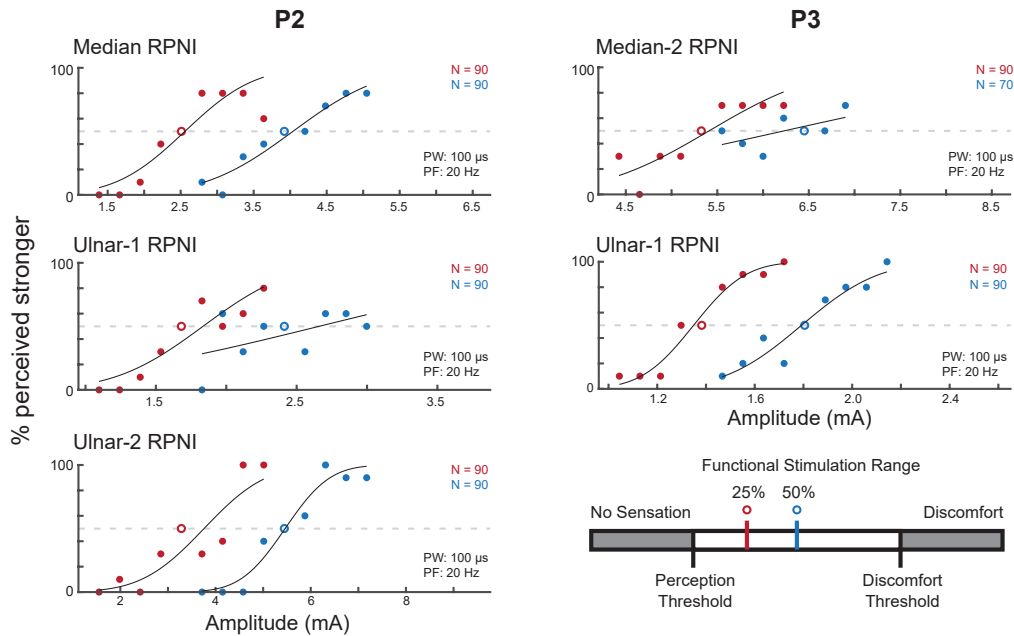 P2
P3
Median RPNI
Median-2 RPNI
% perceived stronger
100
0
N = 90
N = 90
PW: 100 µs
PF: 20 Hz
1.5 2.5 3.5 4.5 5.5 6.5
100
0
N = 90
N = 70
PW: 100 µs
PF: 20 Hz
4.5 5.5 6.5 7.5 8.5
Ulnar-1 RPNI
100
0
N = 90
N = 90
PW: 100 µs
PF: 20 Hz
1.5 2.5 3.5
Ulnar-1 RPNI
100
0
N = 90
N = 90
PW: 100 µs
PF: 20 Hz
1.2 1.6 2.0 2.4
Amplitude (mA)
Ulnar-2 RPNI
100
0
N = 90
N = 90
PW: 100 µs
PF: 20 Hz
2 4 6 8
Amplitude (mA)
Functional Stimulation Range
25% 50%
No Sensation
Discomfort
Perception
Threshold
Discomfort
Threshold